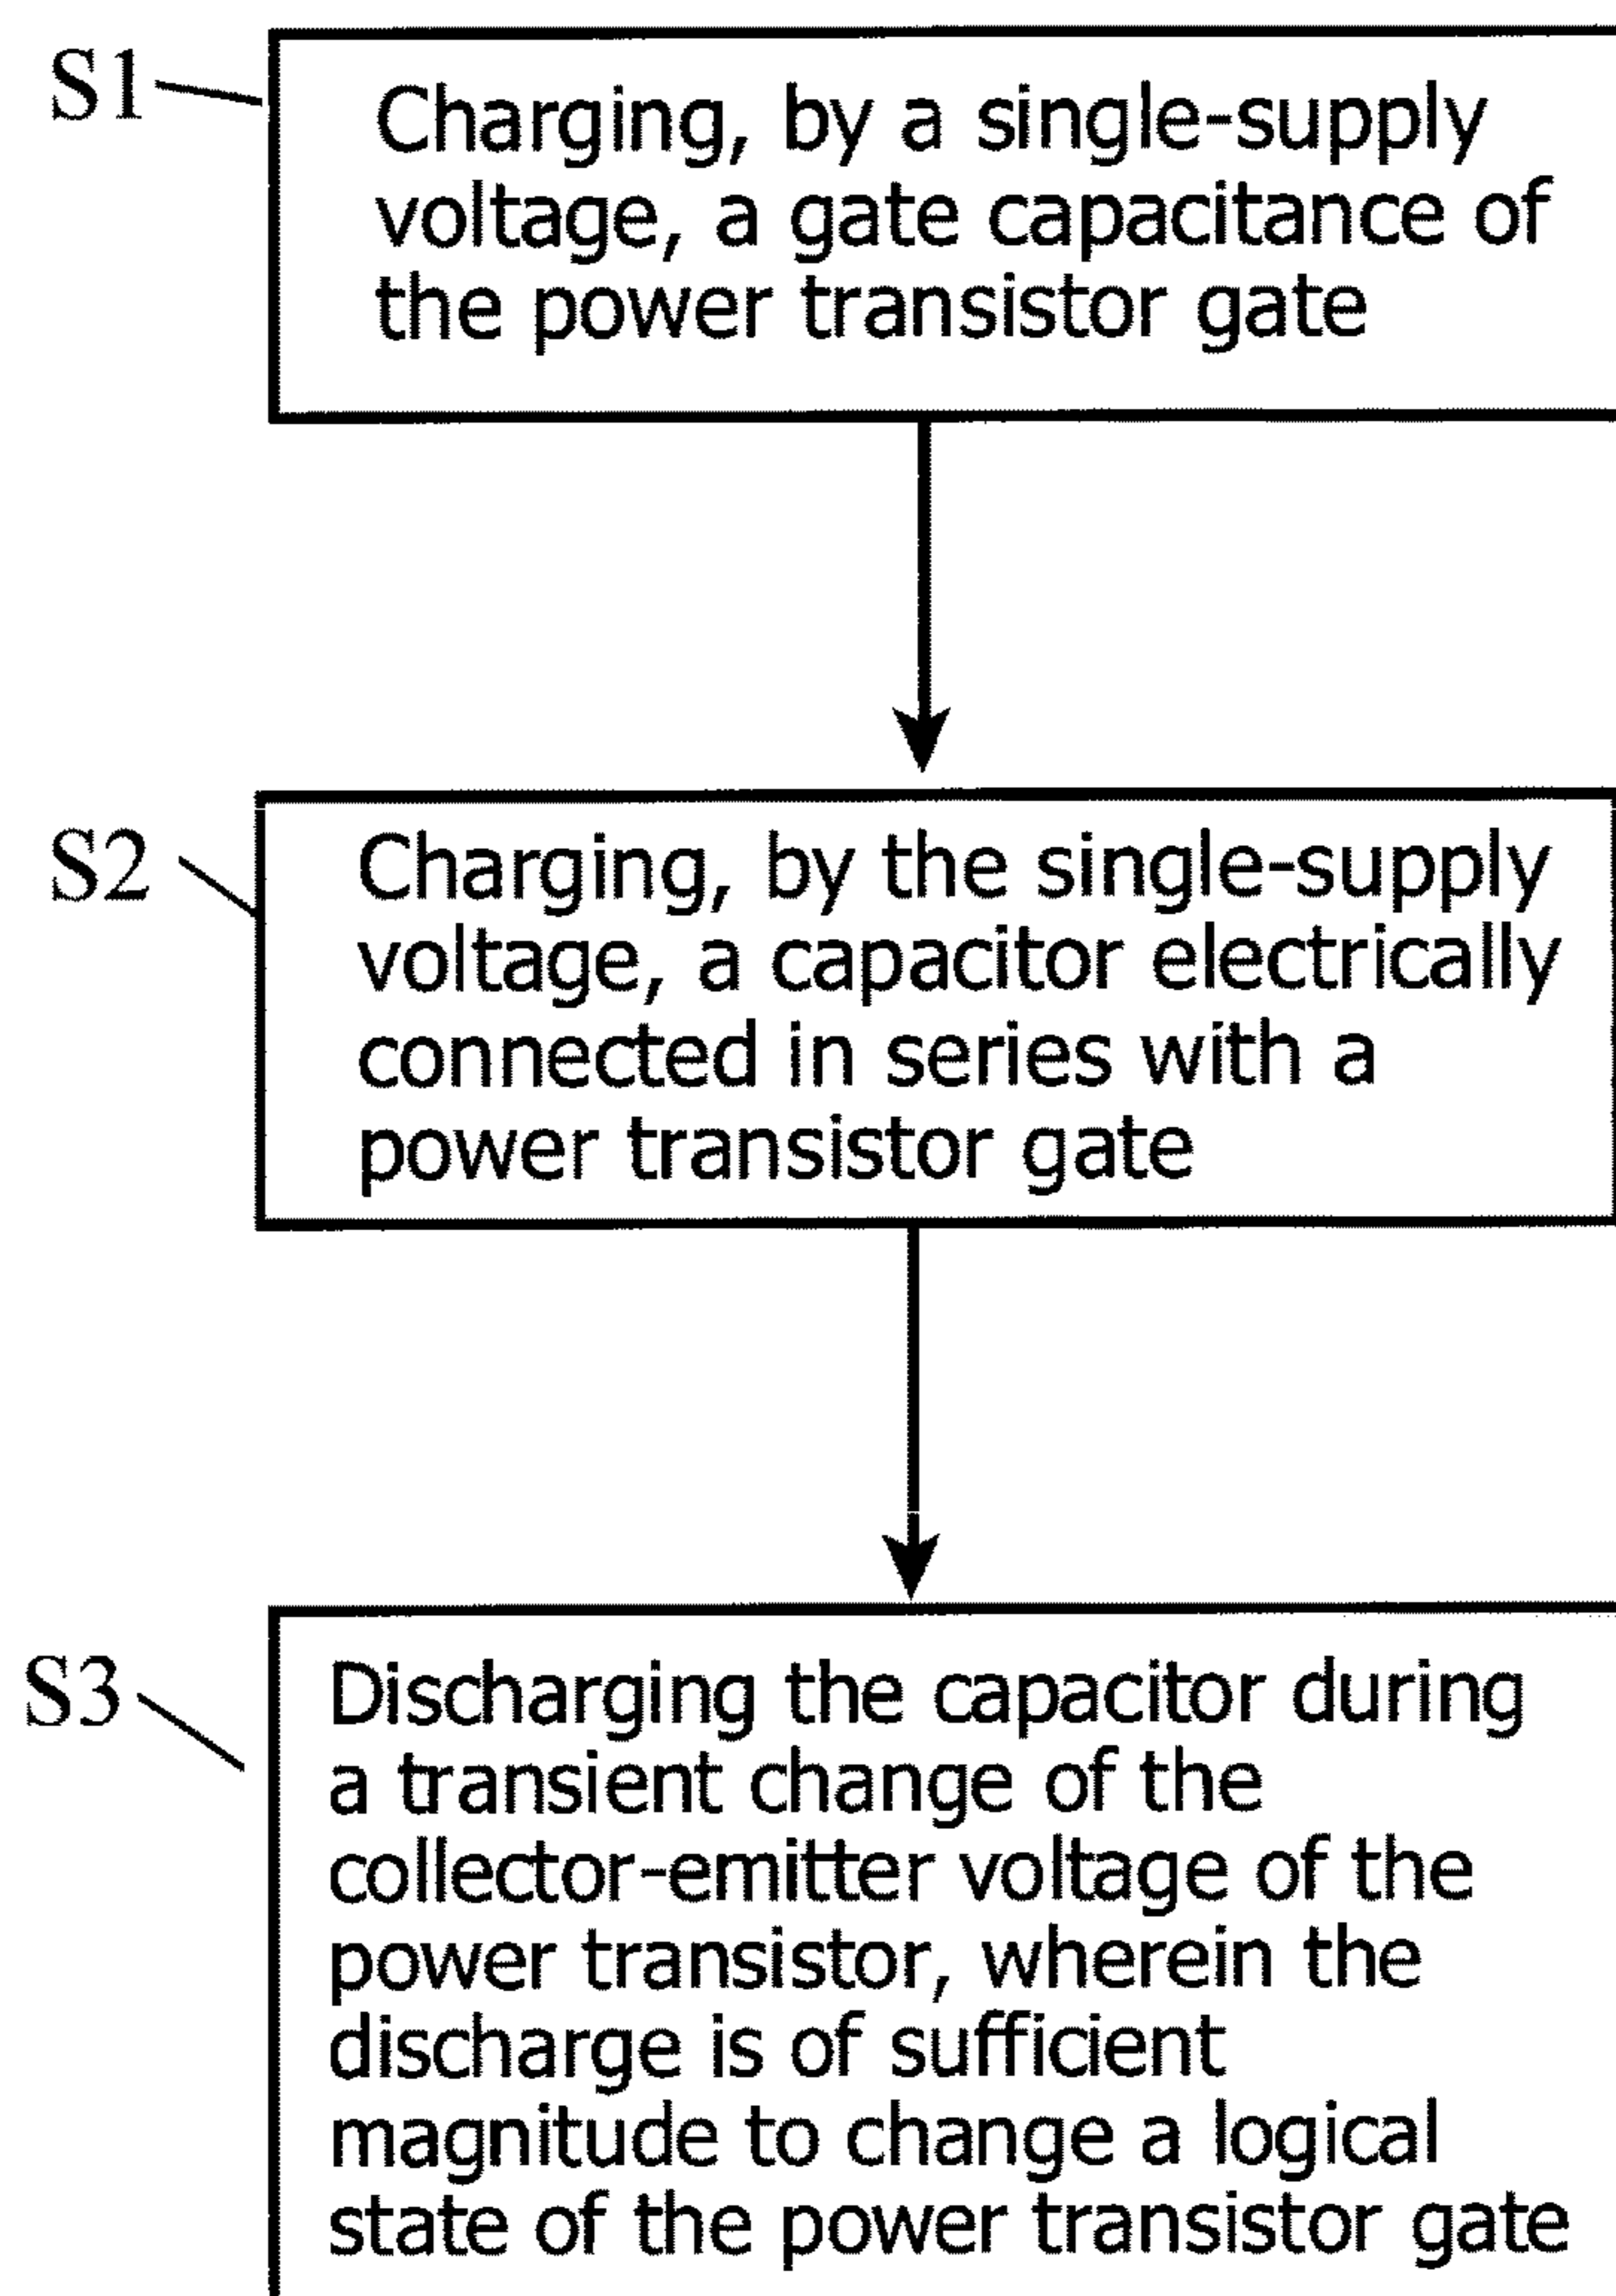 S1
Charging, by a single-supply
voltage, a gate capacitance of
the power transistor gate
S2
Charging, by the single-supply
voltage, a capacitor electrically
connected in series with a
power transistor gate
S3
Discharging the capacitor during
a transient change of the
collector-emitter voltage of the
power transistor, wherein the
discharge is of sufficient
magnitude to change a logical
state of the power transistor gate